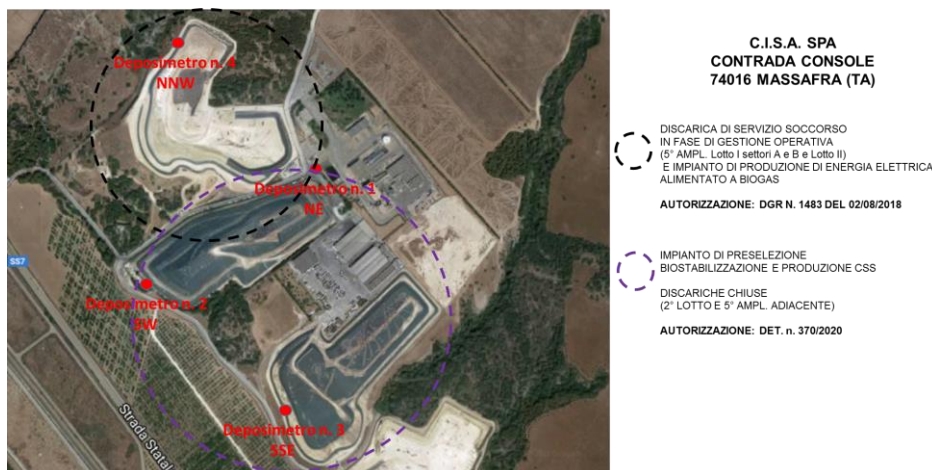 Deposimetro n. 4
NNW
Deposimetro n. 1
NE
SS7
Deposimetro n. 2
SW
Deposimetro n. 3
SSE
Strada Statal
C.I.S.A. SPA
CONTRADA CONSOLE
74016 MASSAFRA (TA)
DISCARICA DI SERVIZIO SOCCORSO
IN FASE DI GESTIONE OPERATIVA
(5° AMPL. Lotto I settori A e B e Lotto II)
E IMPIANTO DI PRODUZIONE DI ENERGIA ELETTRICA
ALIMENTATO A BIOGAS
AUTORIZZAZIONE: DGR N. 1483 DEL 02/08/2018
IMPIANTO DI PRESELEZIONE
BIOSTABILIZZAZIONE E PRODUZIONE CSS
DISCARICHE CHIUSE
(2° LOTTO E 5° AMPL. ADIACENTE)
AUTORIZZAZIONE: DET. n. 370/2020